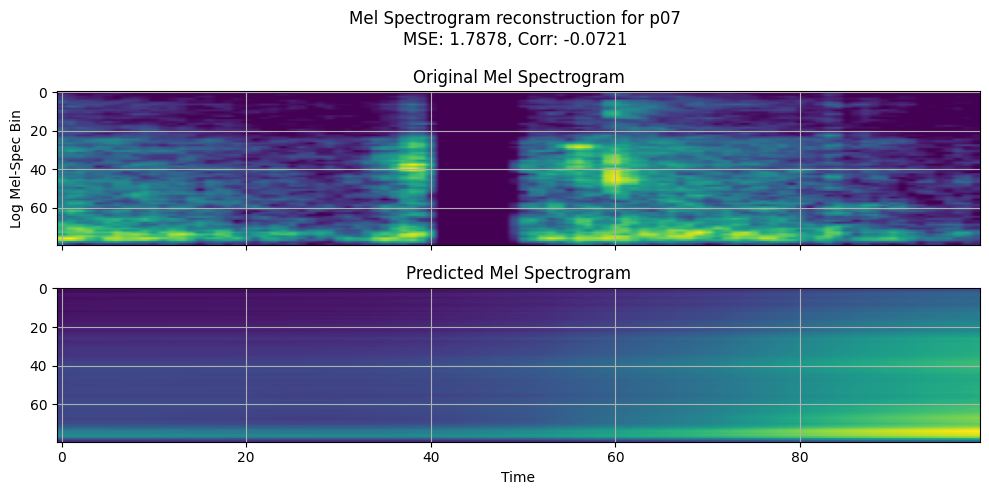 Mel Spectrogram reconstruction for p07
MSE: 1.7878, Corr: -0.0721
Original Mel Spectrogram
0
20
40
60
Log Mel-Spec Bin
Predicted Mel Spectrogram
0
20
40
60
0 20 40 60 80
Time